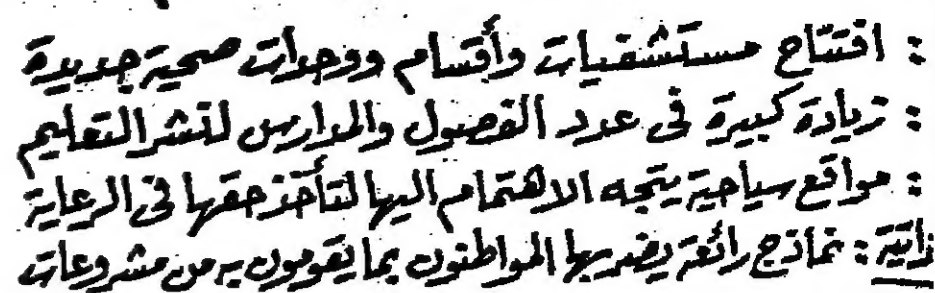 : افتتاح مستشفيات وأقسام ووحدات صحية جديدة
: زيادة كبيرة فى عدد الفصول والمدارس لنشر التعليم
: مواقع سياحية يتجه الاهتمام اليها لتأخذ حقها فى الرعاية
ذاتية : نماذج رائعة يضربها المواطنون بما يقومون به من مشروعات